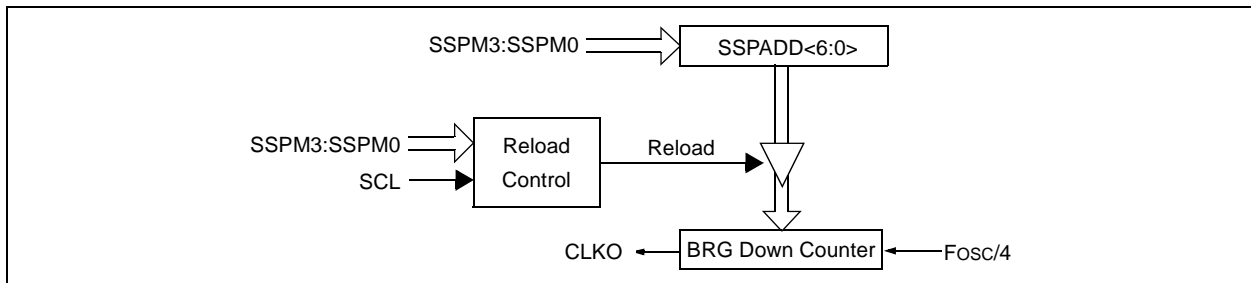 SSPM3:SSPM0
SSPADD<6:0>
SSPM3:SSPM0
SCL
Reload
Control
Reload
CLKO
BRG Down Counter
FOSC/4